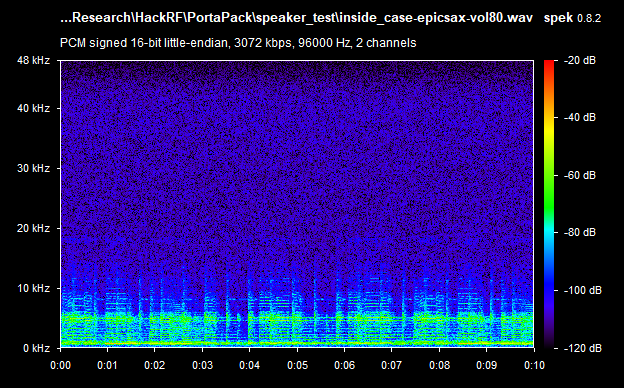 ...Research\HackRF\PortaPack\speaker_test\inside_case-epicsax-vol80.wav spek 0.8.2
PCM signed 16-bit little-endian, 3072 kbps, 96000 Hz, 2 channels
48 kHz -20 dB
40 kHz -40 dB
30 kHz -60 dB
20 kHz -80 dB
10 kHz -100 dB
0 kHz -120 dB
0:00 0:01 0:02 0:03 0:04 0:05 0:06 0:07 0:08 0:09 0:10